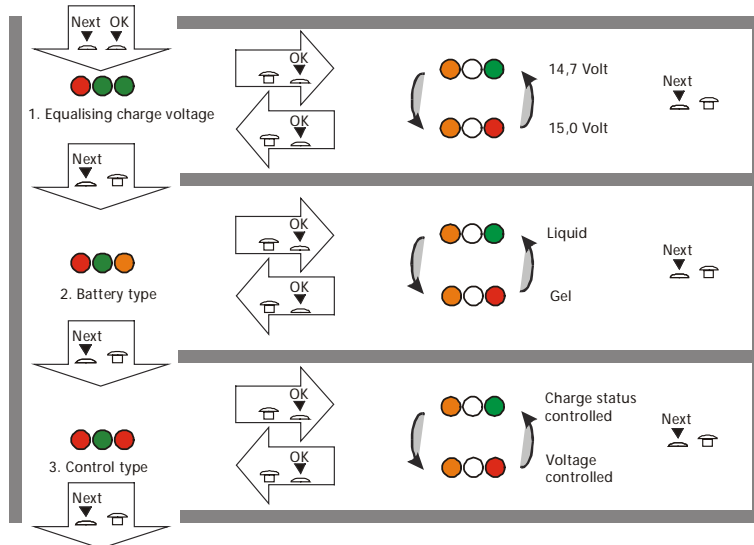 Next OK
OK
14,7 Volt
Next
1. Equalising charge voltage
OK
15,0 Volt
Next
OK
Liquid
Next
2. Battery type
OK
Gel
Next
OK
Charge status
controlled
Next
3. Control type
OK
Voltage
controlled
Next